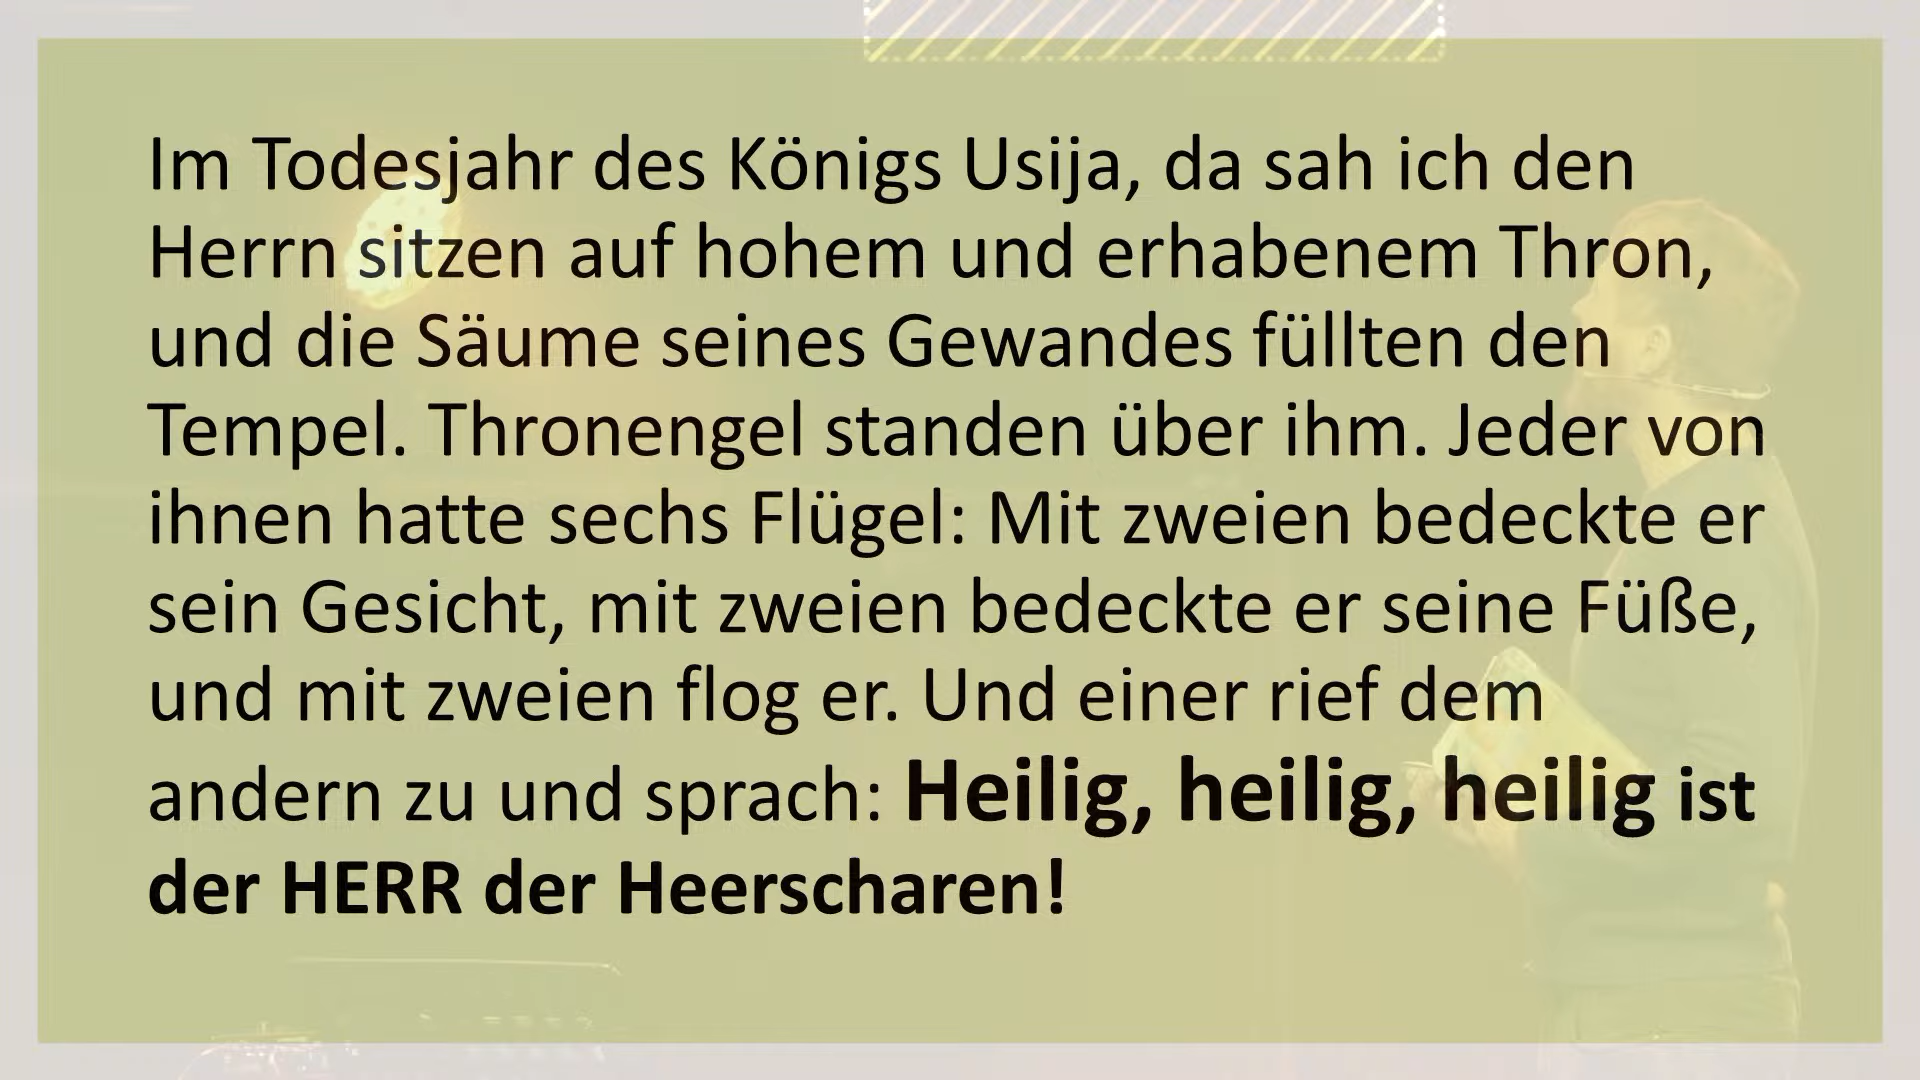 Im Todesjahr des Königs Usija, da sah ich den
Herrn sitzen auf hohem und erhabenem Thron,
und die Säume seines Gewandes füllten den
Tempel. Thronengel standen über ihm. Jeder von
ihnen hatte sechs Flügel: Mit zweien bedeckte er
sein Gesicht, mit zweien bedeckte er seine Füße,
und mit zweien flog er. Und einer rief dem
andern zu und sprach: Heilig, heilig, heilig ist
der HERR der Heerscharen!